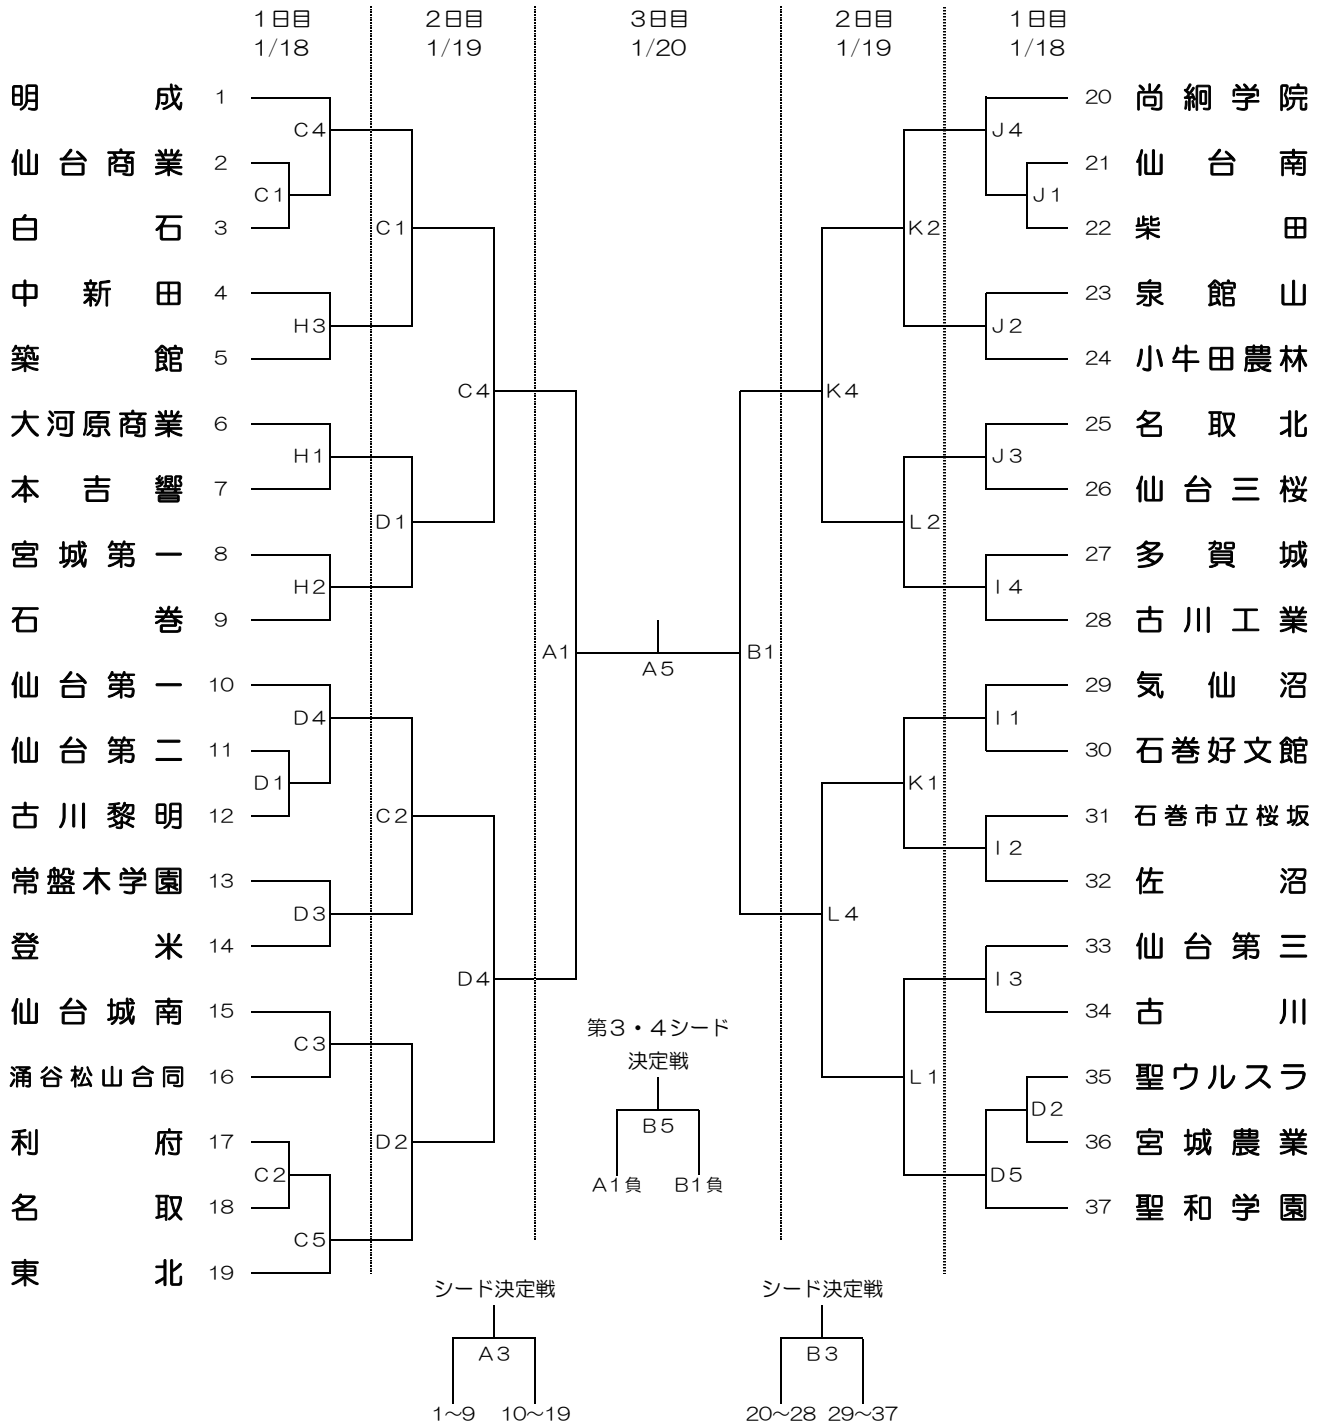 1日目 2日目 3日目 2日目 1日目
1/18 1/19 1/20 1/19 1/18
明成 1 20 尚絅学院
C4 J4
仙台商業 2 21 仙台南
C1 J1
白石 3 C1 K2 22 柴田
中新田 4 23 泉館山
H3 J2
築館 5 24 小牛田農林
C4 K4
大河原商業 6 25 名取北
H1 J3
本吉響 7 26 仙台三桜
D1 L2
宮城第一 8 27 多賀城
H2 I4
石巻 9 28 古川工業
A1 B1
A5
仙台第一 10 29 気仙沼
D4 I1
仙台第二 11 30 石巻好文館
D1 K1
古川黎明 12 C2 31 石巻市立桜坂
I2
常盤木学園 13 32 佐沼
D3 L4
登米 14 33 仙台第三
D4 I3
仙台城南 15 34 古川
第3・4シード
C3
決定戦
涌谷松山合同 16 L1 35 聖ウルスラ
D2
B5
利府 17 D2 36 宮城農業
C2 D5
A1負 B1負
名取 18 37 聖和学園
C5
東北 19
シード決定戦 シード決定戦
A3 B3
1～9 10～19 20～28 29～37